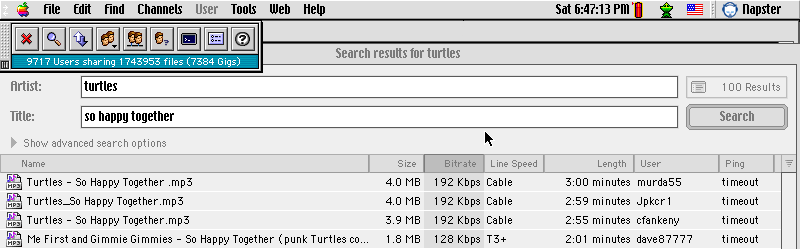 File Edit Find Channels User Tools Web Help Sat 6:47:13 PM Napster
9717 Users sharing 1743953 files (7384 Gigs)
Search results for turtles
Artist: turtles 100 Results
Title: so happy together Search
Show advanced search options
Name Size Bitrate Line Speed Length User Ping
Turtles - So Happy Together .mp3 4.0 MB 192 Kbps Cable 3:00 minutes murda55 timeout
Turtles_So Happy Together .mp3 4.0 MB 192 Kbps Cable 2:59 minutes Jpkcr1 timeout
Turtles - So Happy Together.mp3 3.9 MB 192 Kbps Cable 2:55 minutes cfankeny timeout
Me First and Gimmie Gimmies - So Happy Together (punk Turtles co... 1.8 MB 128 Kbps T3+ 2:01 minutes dave87777 timeout